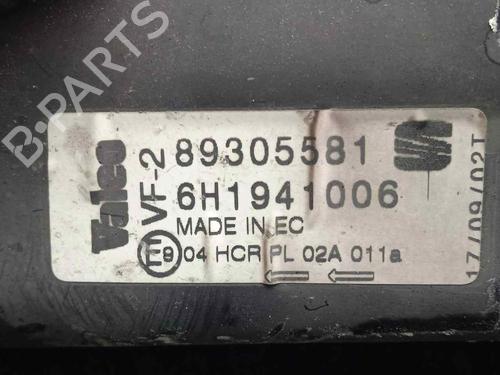 B-PARTS
Valeo
VF-2
89305581
6H1941006
MADE IN EC
E9 04 HCR PL 02A 011a
17/09/02T